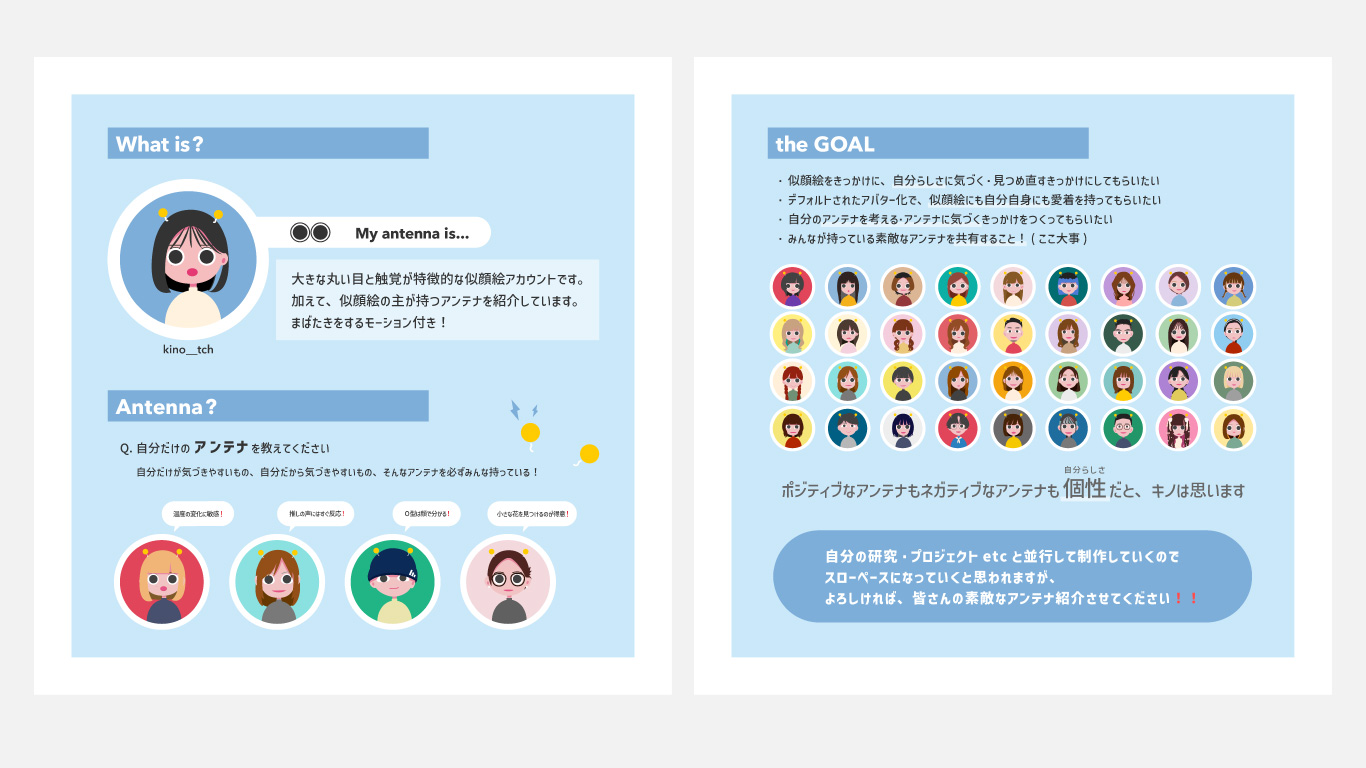 What is?
My antenna is...
大きな丸い目と触覚が特徴的な似顔絵アカウントです。
加えて、似顔絵の主が持つアンテナを紹介しています。
まばたきをするモーション付き！
kino__tch
Antenna?
Q. 自分だけの アンテナ を教えてください
自分だけが気づきやすいもの、自分だから気づきやすいもの、そんなアンテナを必ずみんな持っている！
温度の変化に敏感！
推しの声にはすぐ反応！
O型は顔で分かる！
小さな花を見つけるのが得意！
the GOAL
・ 似顔絵をきっかけに、自分らしさに気づく・見つめ直すきっかけにしてもらいたい
・ デフォルトされたアバター化で、似顔絵にも自分自身にも愛着を持ってもらいたい
・ 自分のアンテナを考える・アンテナに気づくきっかけをつくってもらいたい
・ みんなが持っている素敵なアンテナを共有すること！ ( ここ大事 )
自分らしさ
ポジティブなアンテナもネガティブなアンテナも 個性 だと、キノは思います
自分の研究・プロジェクト etc と並行して制作していくので
スローペースになっていくと思われますが、
よろしければ、皆さんの素敵なアンテナ紹介させてください！！